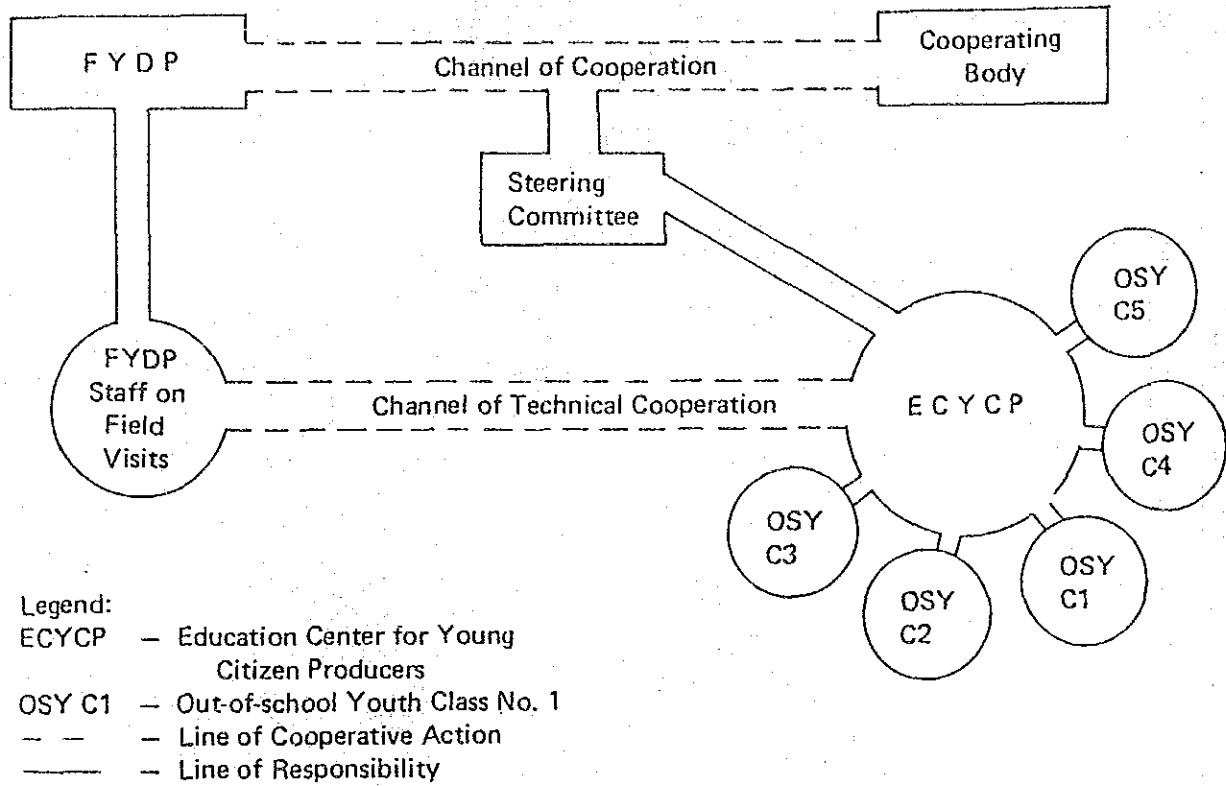 F Y D P
Channel of Cooperation
Cooperating
Body
Steering
Committee
FYDP
Staff on
Field
Visits
Channel of Technical Cooperation
E C Y C P
OSY
C5
OSY
C4
OSY
C3
OSY
C2
OSY
C1
Legend:
ECYCP – Education Center for Young
Citizen Producers
OSY C1 – Out-of-school Youth Class No. 1
– – – Line of Cooperative Action
—— – Line of Responsibility